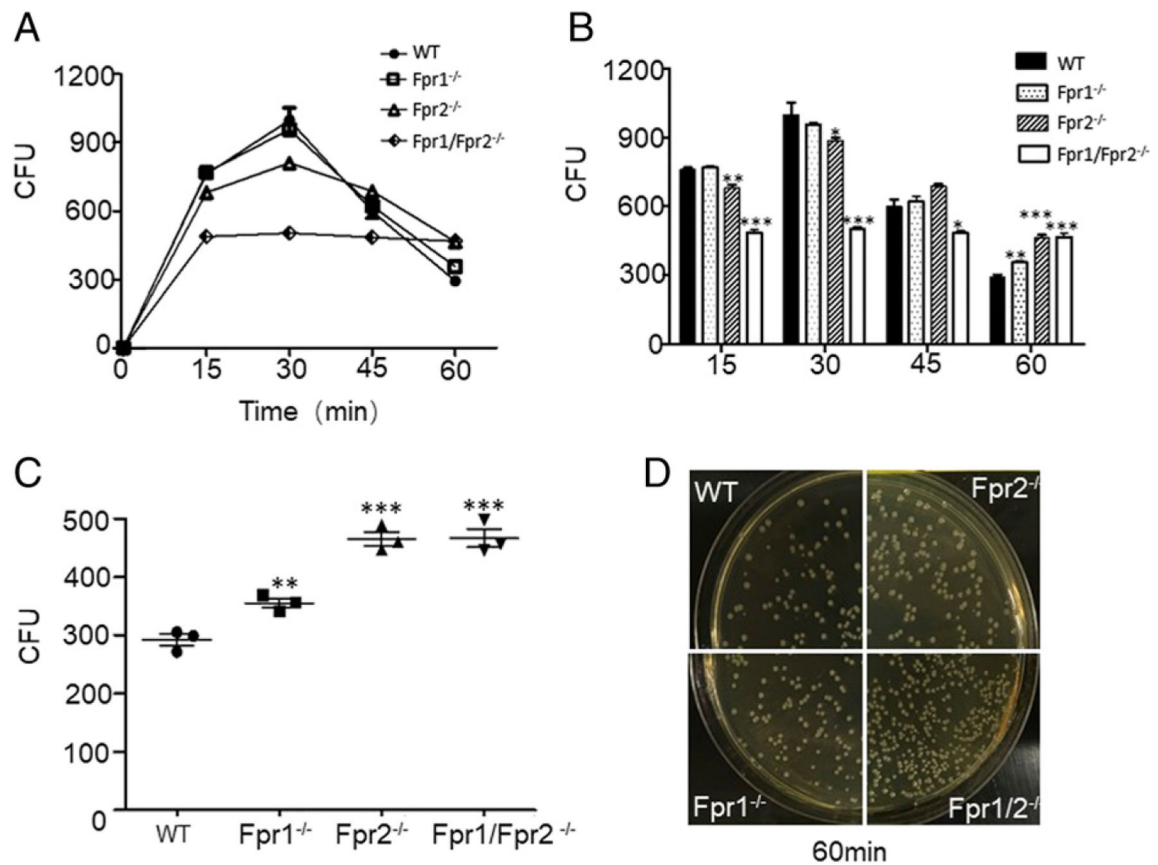 A
WT
Fpr1-/-
Fpr2-/-
Fpr1/Fpr2-/-
1200
900
600
300
0
CFU
0 15 30 45 60
Time (min)
B
WT
Fpr1-/-
Fpr2-/-
Fpr1/Fpr2-/-
1200
900
600
300
0
CFU
** *** * *** * ** *** ***
15 30 45 60
C
500
400
300
200
100
0
CFU
** *** ***
WT Fpr1-/- Fpr2-/- Fpr1/Fpr2 -/-
D
WT Fpr2-/-
Fpr1-/- Fpr1/2-/-
60min